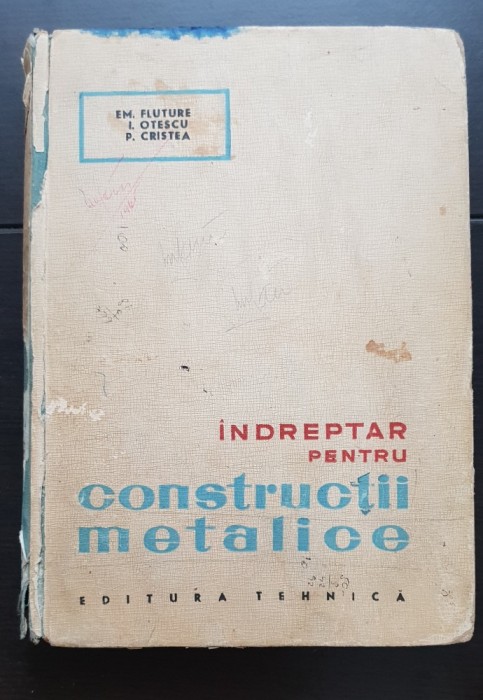 EM. FLUTURE
I. OTESCU
P. CRISTEA
ÎNDREPTAR
PENTRU
construcții
metalice
EDITURA TEHNICĂ